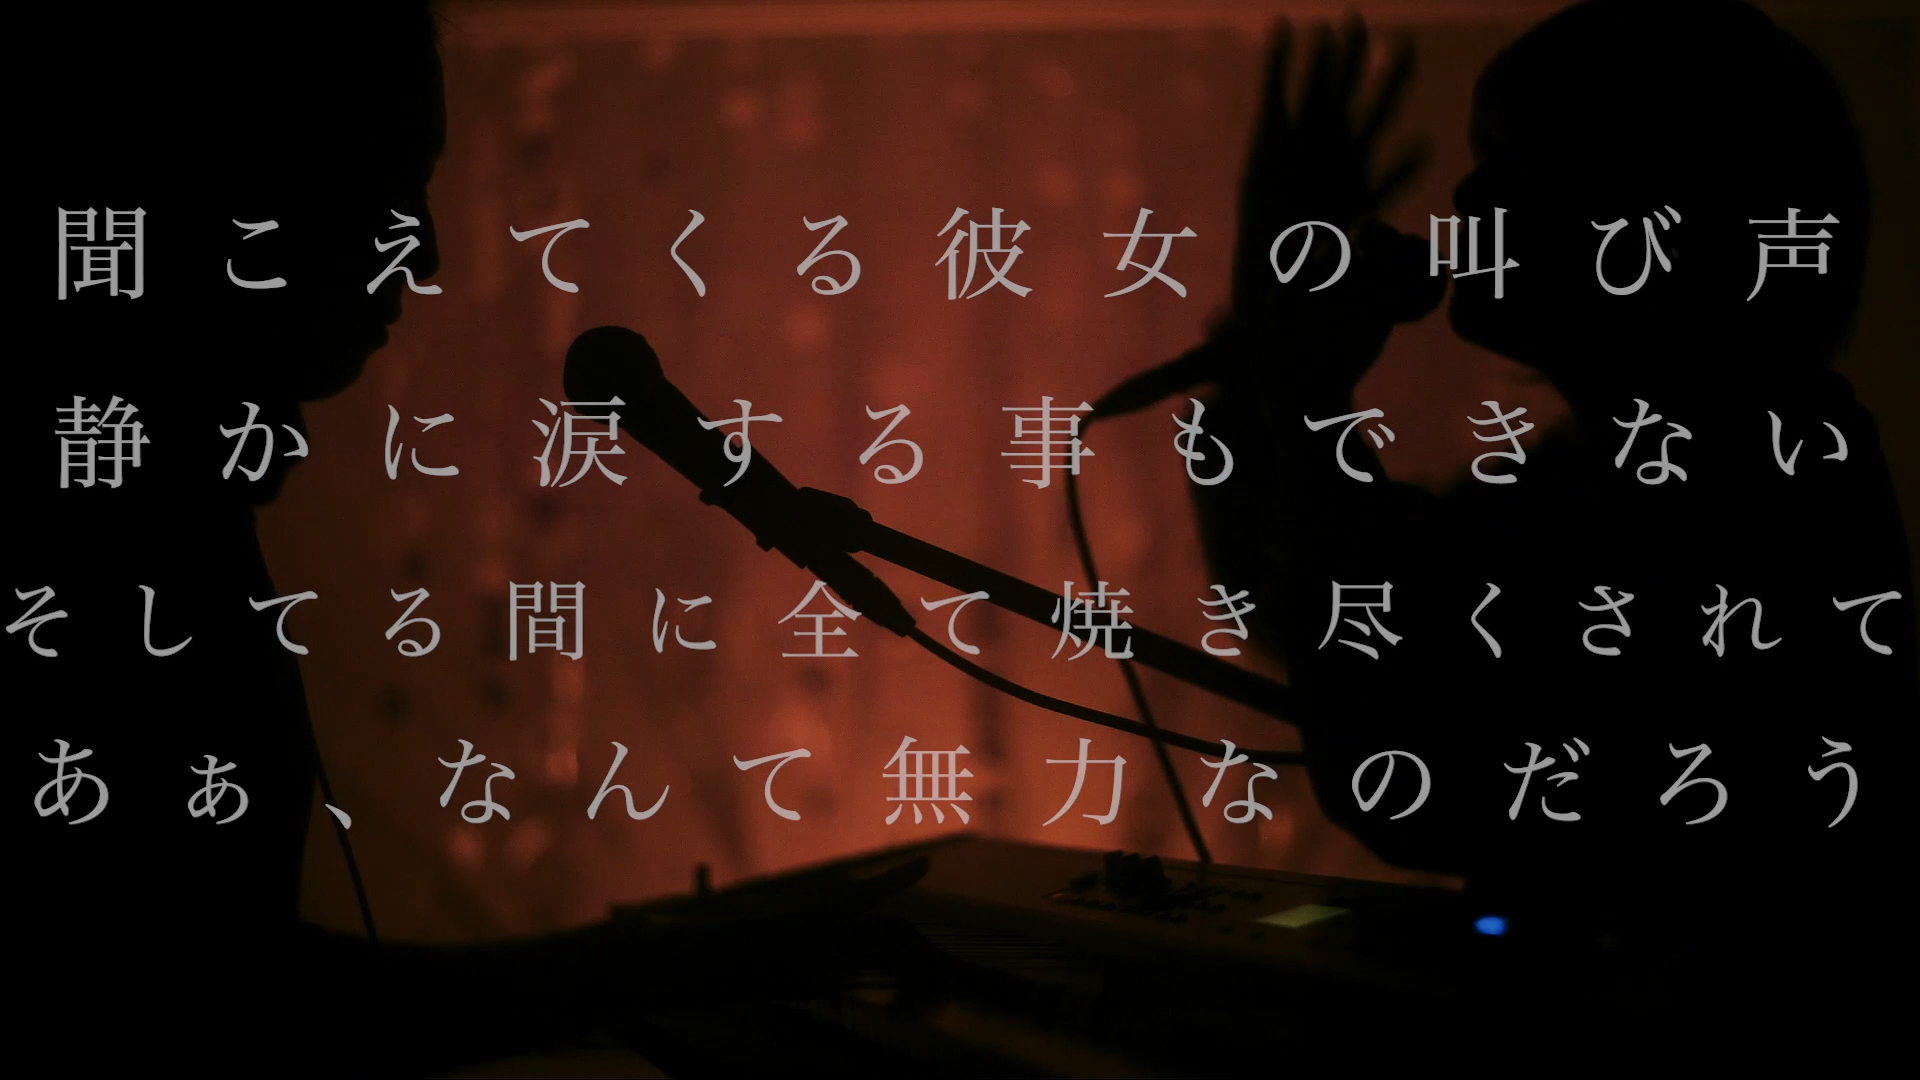 聞こえてくる彼女の叫び声
静かに涙する事もできない
そしてる間に全て焼き尽くされて
あぁ、なんて無力なのだろう